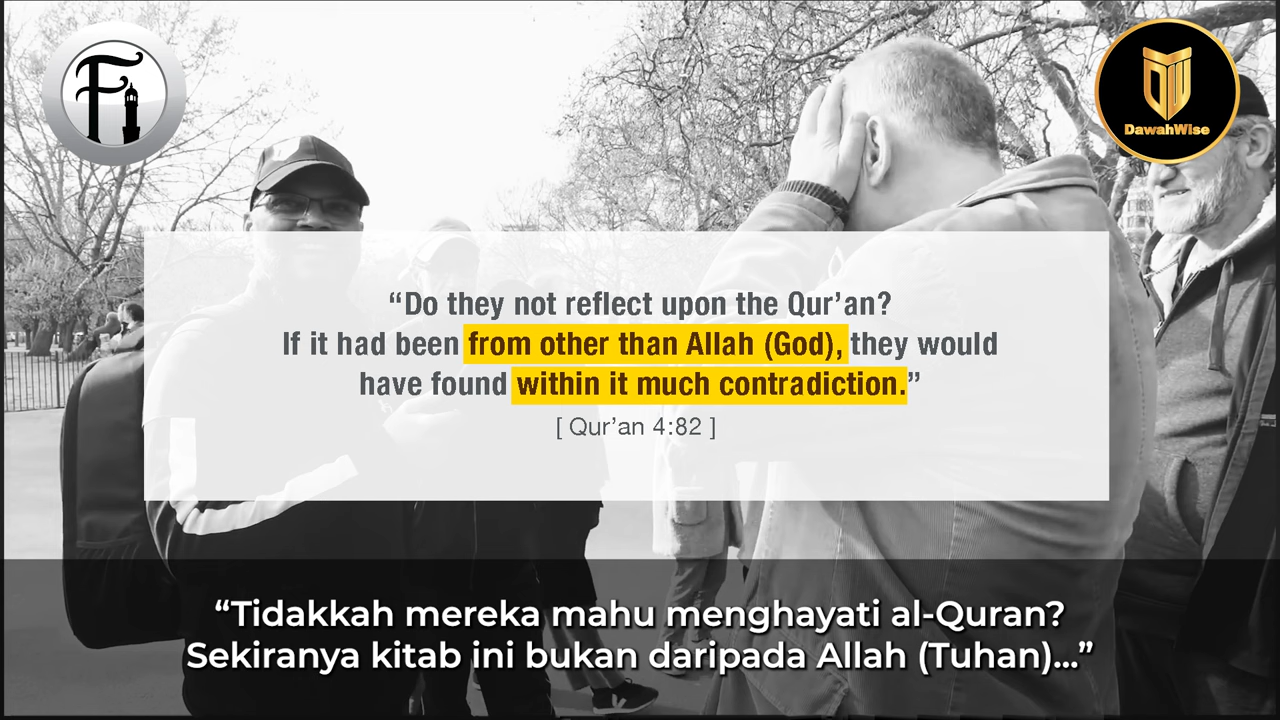 Fi
DawahWise
“Do they not reflect upon the Qur’an?
If it had been from other than Allah (God), they would
have found within it much contradiction.”
[ Qur’an 4:82 ]
“Tidakkah mereka mahu menghayati al-Quran?
Sekiranya kitab ini bukan daripada Allah (Tuhan)...”